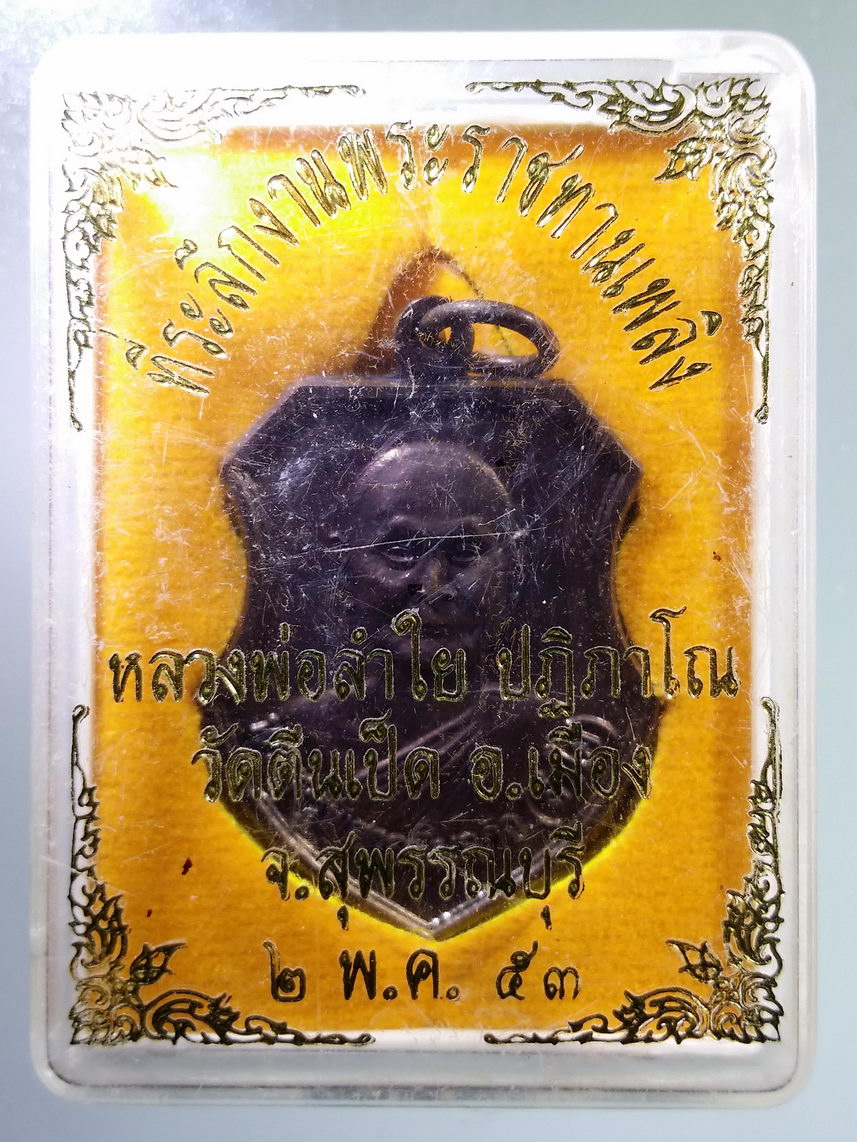 ที่ระลึกงานพระราชทานเพลิง
หลวงพ่อลำใย ปฏิภาโณ
วัดตีนเป็ด อ.เมือง
จ.สุพรรณบุรี
๒ พ.ค. ๕๓